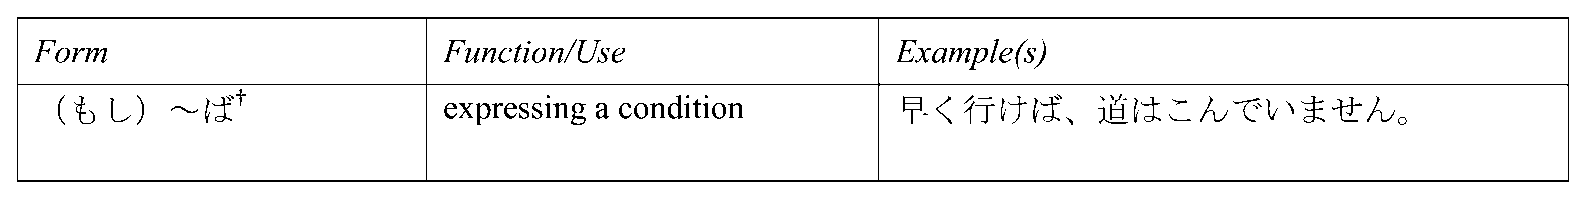 Form Function/Use Example(s)
（もし）～ば† expressing a condition 早く行けば、道はこんでいません。